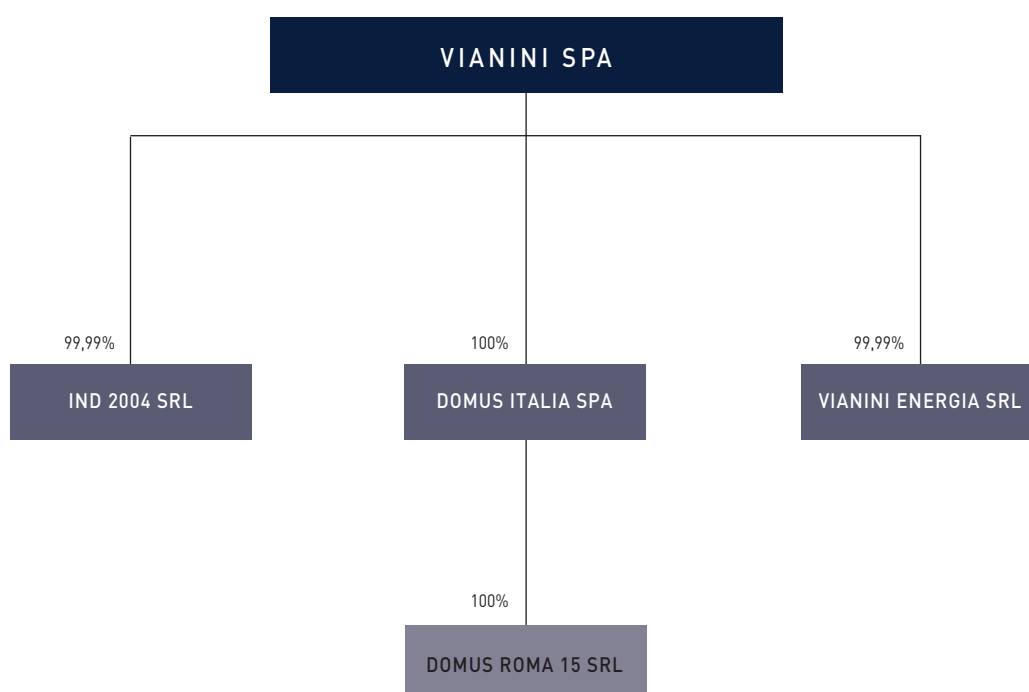 VIANINI SPA
99,99%
100%
99,99%
IND 2004 SRL
DOMUS ITALIA SPA
VIANINI ENERGIA SRL
100%
DOMUS ROMA 15 SRL